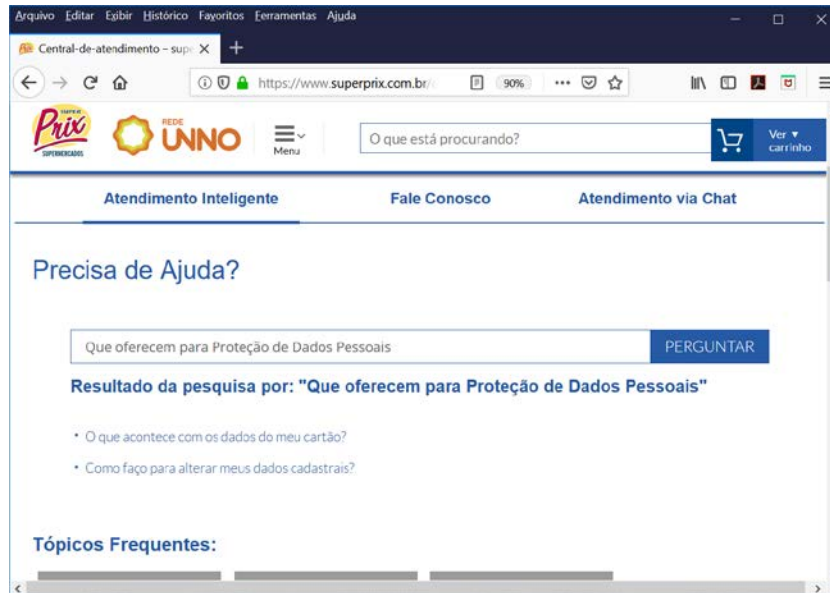 Arquivo Editar Exibir Histórico Favoritos Ferramentas Ajuda
Central-de-atendimento – supe
https://www.superprix.com.br/
90%
SUPER
Prix
SUPERMERCADOS
REDE
UNNO
Menu
O que está procurando?
Ver
carrinho
Atendimento Inteligente Fale Conosco Atendimento via Chat
Precisa de Ajuda?
Que oferecem para Proteção de Dados Pessoais
PERGUNTAR
Resultado da pesquisa por: "Que oferecem para Proteção de Dados Pessoais"
• O que acontece com os dados do meu cartão?
• Como faço para alterar meus dados cadastrais?
Tópicos Frequentes: